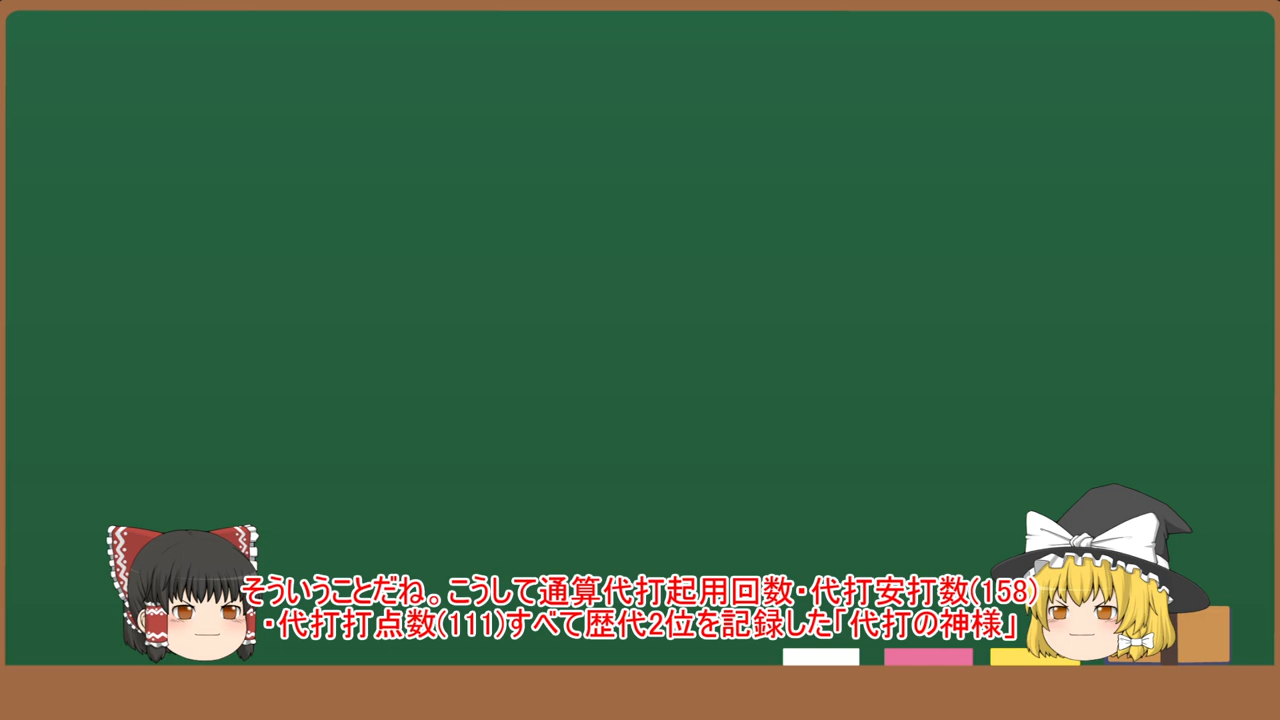 そういうことだね。こうして通算代打起用回数・代打安打数(158)
・代打打点数(111)すべて歴代2位を記録した「代打の神様」